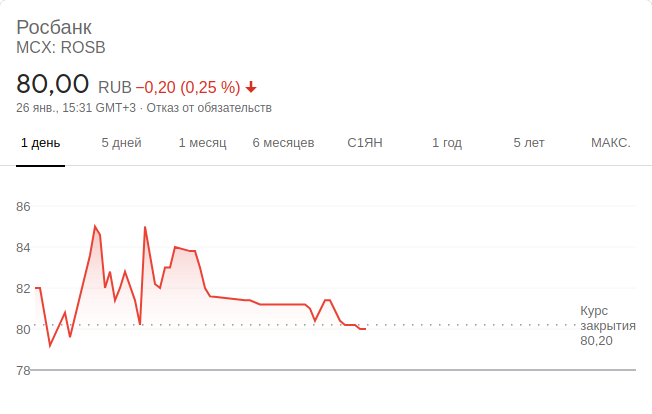 Росбанк
MCX: ROSB
80,00 RUB −0,20 (0,25 %)
26 янв., 15:31 GMT+3 · Отказ от обязательств
1 день 5 дней 1 месяц 6 месяцев С1ЯН 1 год 5 лет МАКС.
86
84
82
80
78
Курс
закрытия
80,20